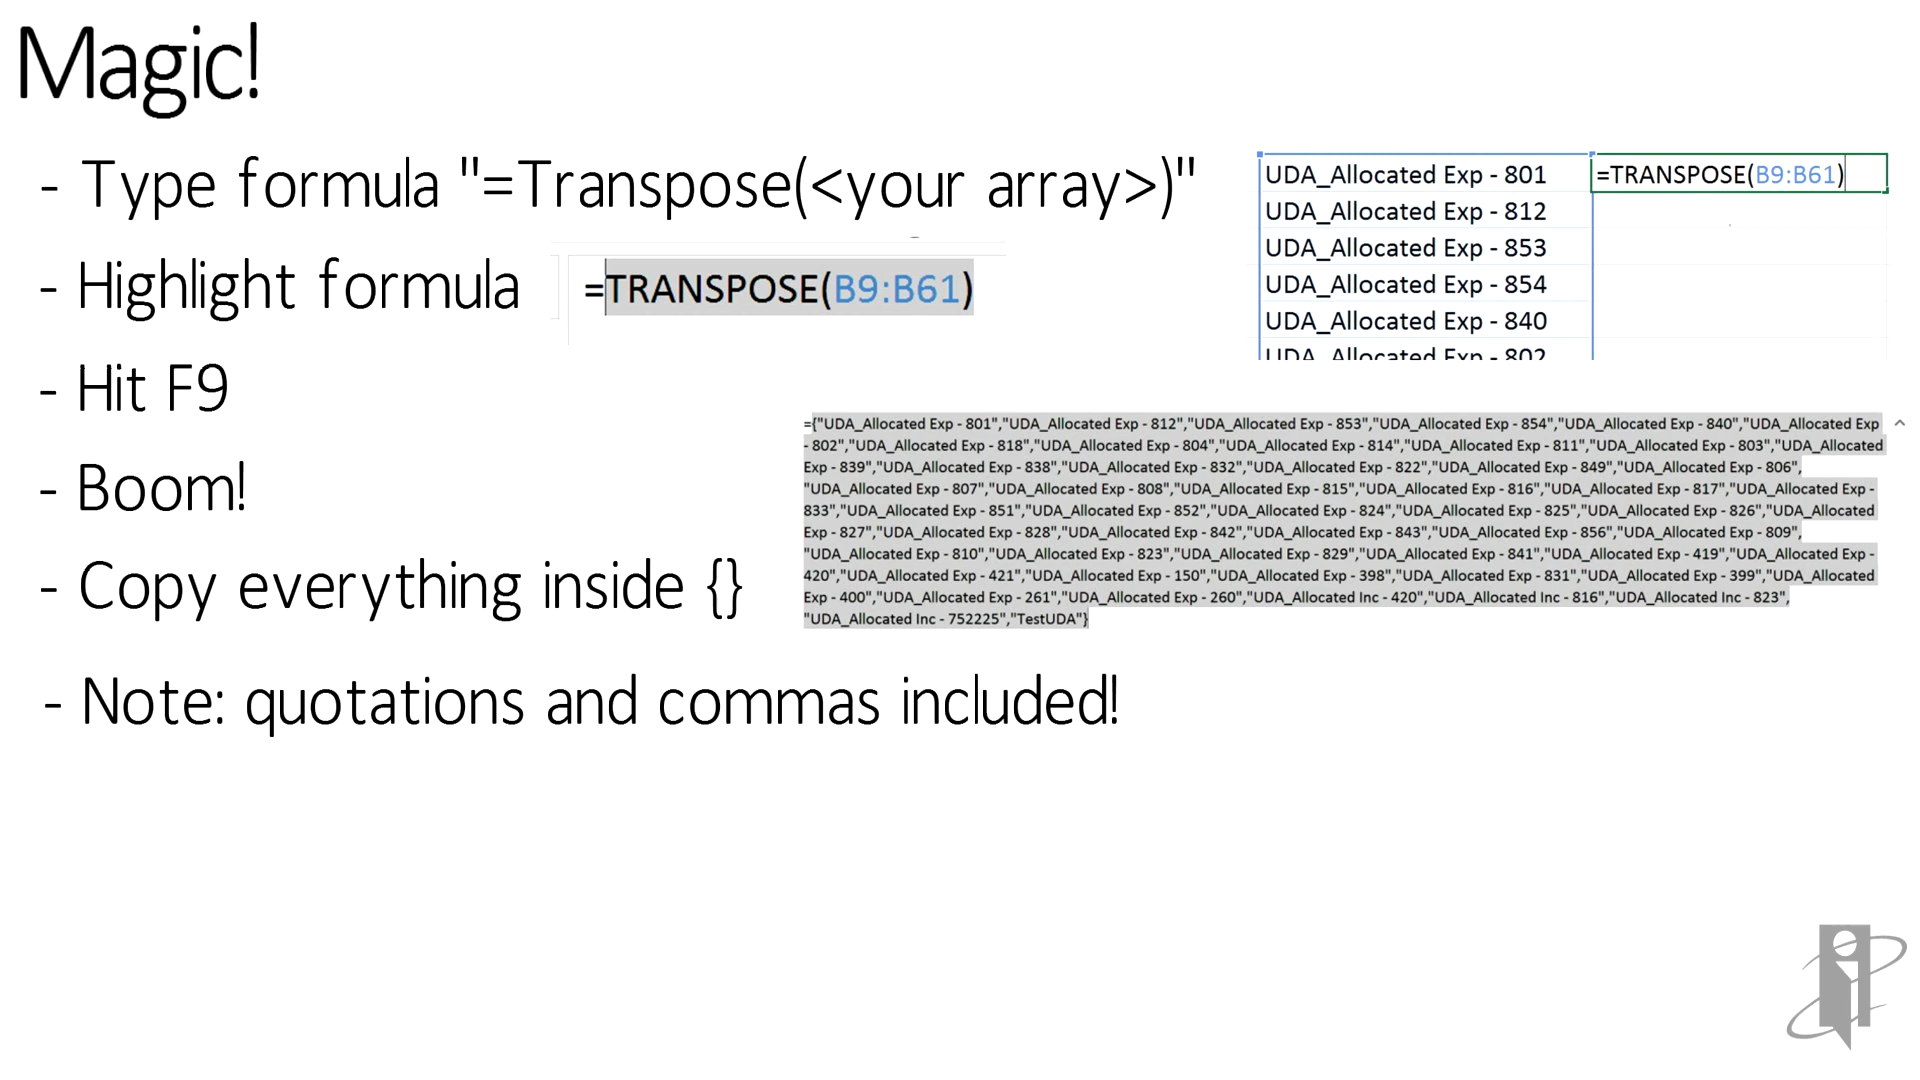 Magic!
- Type formula "=Transpose(<your array>)"
- Highlight formula
=TRANSPOSE(B9:B61)
- Hit F9
- Boom!
- Copy everything inside {}
- Note: quotations and commas included!
UDA_Allocated Exp - 801
=TRANSPOSE(B9:B61)
UDA_Allocated Exp - 812
UDA_Allocated Exp - 853
UDA_Allocated Exp - 854
UDA_Allocated Exp - 840
UDA_Allocated Exp - 802
={"UDA_Allocated Exp - 801","UDA_Allocated Exp - 812","UDA_Allocated Exp - 853","UDA_Allocated Exp - 854","UDA_Allocated Exp - 840","UDA_Allocated Exp
- 802","UDA_Allocated Exp - 818","UDA_Allocated Exp - 804","UDA_Allocated Exp - 814","UDA_Allocated Exp - 811","UDA_Allocated Exp - 803","UDA_Allocated
Exp - 839","UDA_Allocated Exp - 838","UDA_Allocated Exp - 832","UDA_Allocated Exp - 822","UDA_Allocated Exp - 849","UDA_Allocated Exp - 806",
"UDA_Allocated Exp - 807","UDA_Allocated Exp - 808","UDA_Allocated Exp - 815","UDA_Allocated Exp - 816","UDA_Allocated Exp - 817","UDA_Allocated Exp -
833","UDA_Allocated Exp - 851","UDA_Allocated Exp - 852","UDA_Allocated Exp - 824","UDA_Allocated Exp - 825","UDA_Allocated Exp - 826","UDA_Allocated
Exp - 827","UDA_Allocated Exp - 828","UDA_Allocated Exp - 842","UDA_Allocated Exp - 843","UDA_Allocated Exp - 856","UDA_Allocated Exp - 809",
"UDA_Allocated Exp - 810","UDA_Allocated Exp - 823","UDA_Allocated Exp - 829","UDA_Allocated Exp - 841","UDA_Allocated Exp - 419","UDA_Allocated Exp -
420","UDA_Allocated Exp - 421","UDA_Allocated Exp - 150","UDA_Allocated Exp - 398","UDA_Allocated Exp - 831","UDA_Allocated Exp - 399","UDA_Allocated
Exp - 400","UDA_Allocated Exp - 261","UDA_Allocated Exp - 260","UDA_Allocated Inc - 420","UDA_Allocated Inc - 816","UDA_Allocated Inc - 823",
"UDA_Allocated Inc - 752225","TestUDA"}